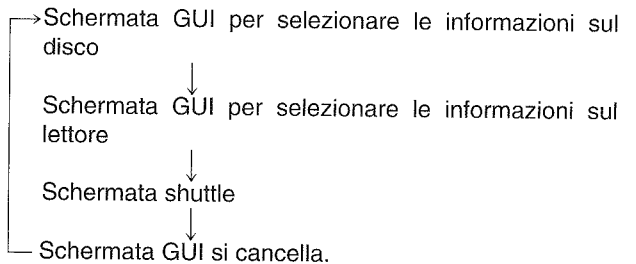 Schermata GUI per selezionare le informazioni sul
disco
Schermata GUI per selezionare le informazioni sul
lettore
Schermata shuttle
Schermata GUI si cancella.